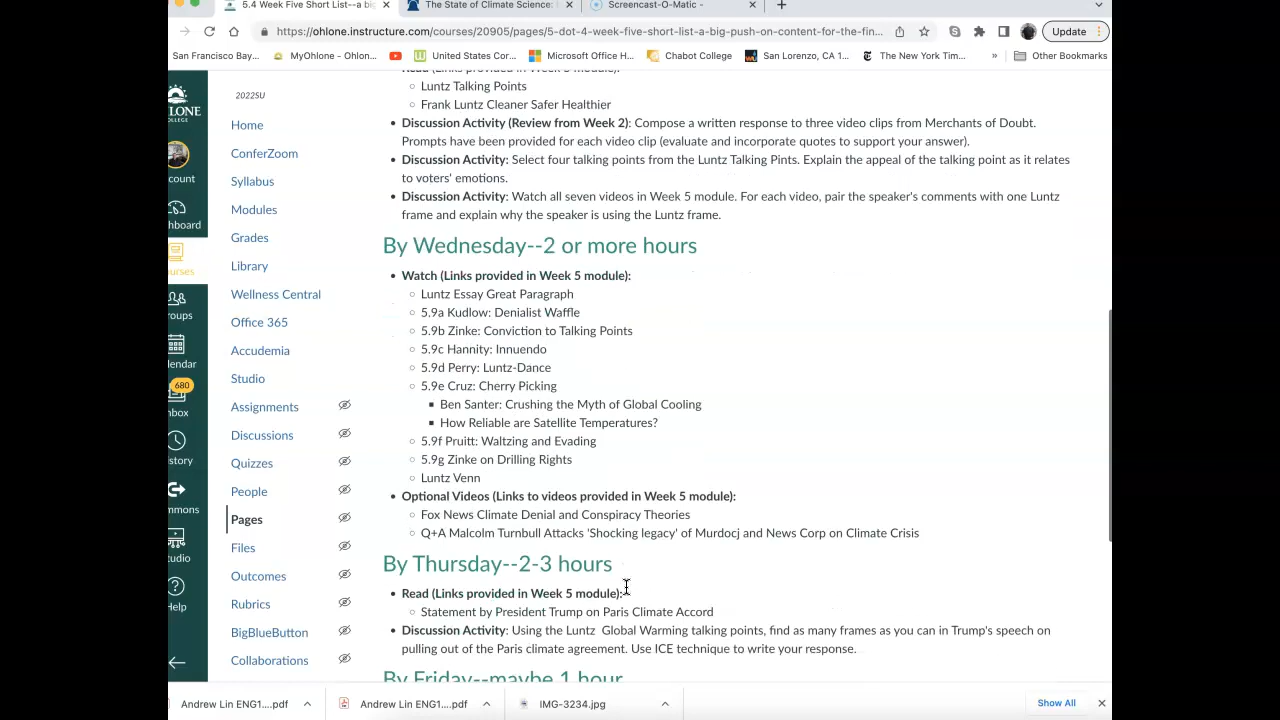 5.4 Week Five Short List--a big
The State of Climate Science:
Screencast-O-Matic -
https://ohlone.instructure.com/courses/20905/pages/5-dot-4-week-five-short-list-a-big-push-on-content-for-the-fin...
Update
San Francisco Bay...
MyOhlone - Ohlon...
United States Cor...
Microsoft Office H...
Chabot College
San Lorenzo, CA 1...
The New York Tim...
»
Other Bookmarks
HLONE
COLLEGE
count
hboard
urses
roups
lendar
680
nbox
story
mmons
tudio
Help
2022SU
Home
ConferZoom
Syllabus
Modules
Grades
Library
Wellness Central
Office 365
Accudemia
Studio
Assignments
Discussions
Quizzes
People
Pages
Files
Outcomes
Rubrics
BigBlueButton
Collaborations
Read (Links provided in Week 5 module):
Luntz Talking Points
Frank Luntz Cleaner Safer Healthier
Discussion Activity (Review from Week 2): Compose a written response to three video clips from Merchants of Doubt.
Prompts have been provided for each video clip (evaluate and incorporate quotes to support your answer).
Discussion Activity: Select four talking points from the Luntz Talking Pints. Explain the appeal of the talking point as it relates
to voters' emotions.
Discussion Activity: Watch all seven videos in Week 5 module. For each video, pair the speaker's comments with one Luntz
frame and explain why the speaker is using the Luntz frame.
By Wednesday--2 or more hours
Watch (Links provided in Week 5 module):
Luntz Essay Great Paragraph
5.9a Kudlow: Denialist Waffle
5.9b Zinke: Conviction to Talking Points
5.9c Hannity: Innuendo
5.9d Perry: Luntz-Dance
5.9e Cruz: Cherry Picking
Ben Santer: Crushing the Myth of Global Cooling
How Reliable are Satellite Temperatures?
5.9f Pruitt: Waltzing and Evading
5.9g Zinke on Drilling Rights
Luntz Venn
Optional Videos (Links to videos provided in Week 5 module):
Fox News Climate Denial and Conspiracy Theories
Q+A Malcolm Turnbull Attacks 'Shocking legacy' of Murdocj and News Corp on Climate Crisis
By Thursday--2-3 hours
Read (Links provided in Week 5 module):
Statement by President Trump on Paris Climate Accord
Discussion Activity: Using the Luntz Global Warming talking points, find as many frames as you can in Trump's speech on
pulling out of the Paris climate agreement. Use ICE technique to write your response.
By Friday--maybe 1 hour
Andrew Lin ENG1....pdf
Andrew Lin ENG1....pdf
IMG-3234.jpg
Show All